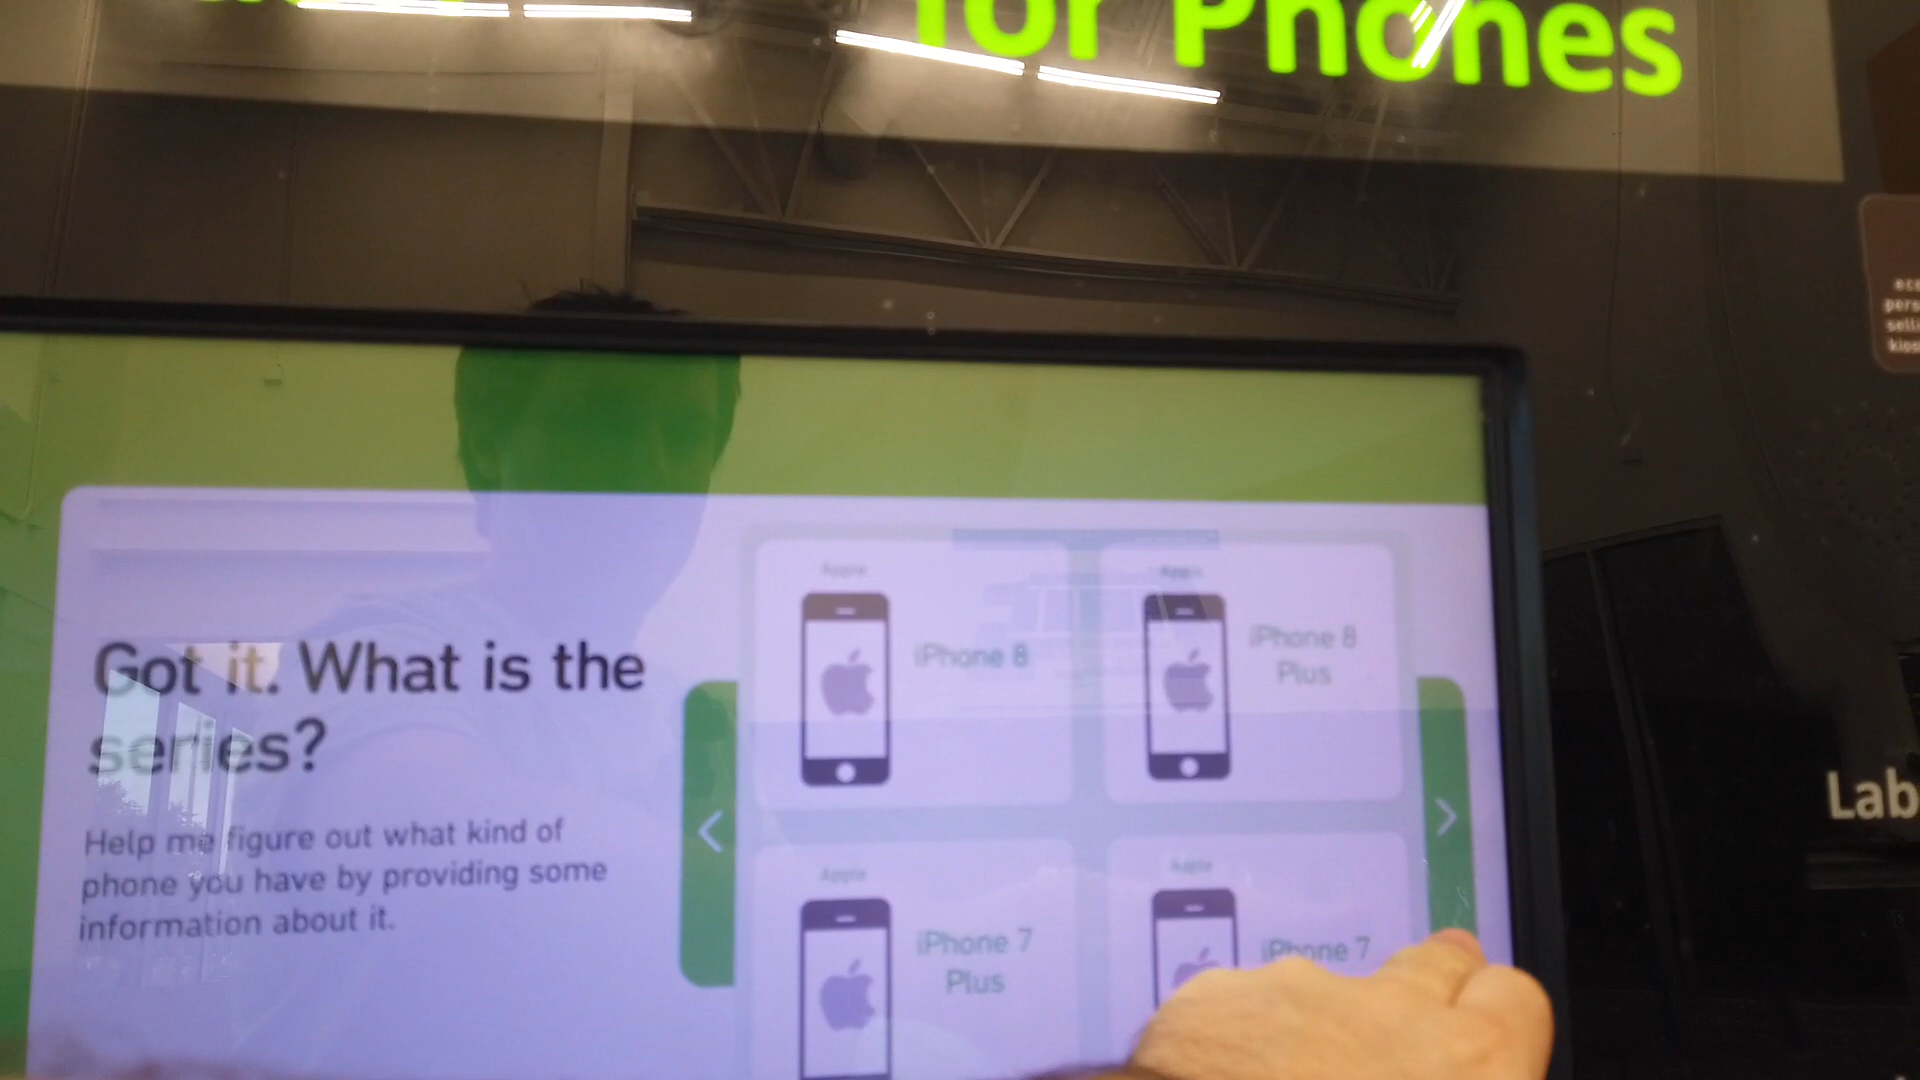 for Phones
Got it. What is the
series?
Help me figure out what kind of
phone you have by providing some
information about it.
Apple
iPhone 8
Apple
iPhone 8
Plus
Apple
iPhone 7
Plus
Apple
iPhone 7
Lab